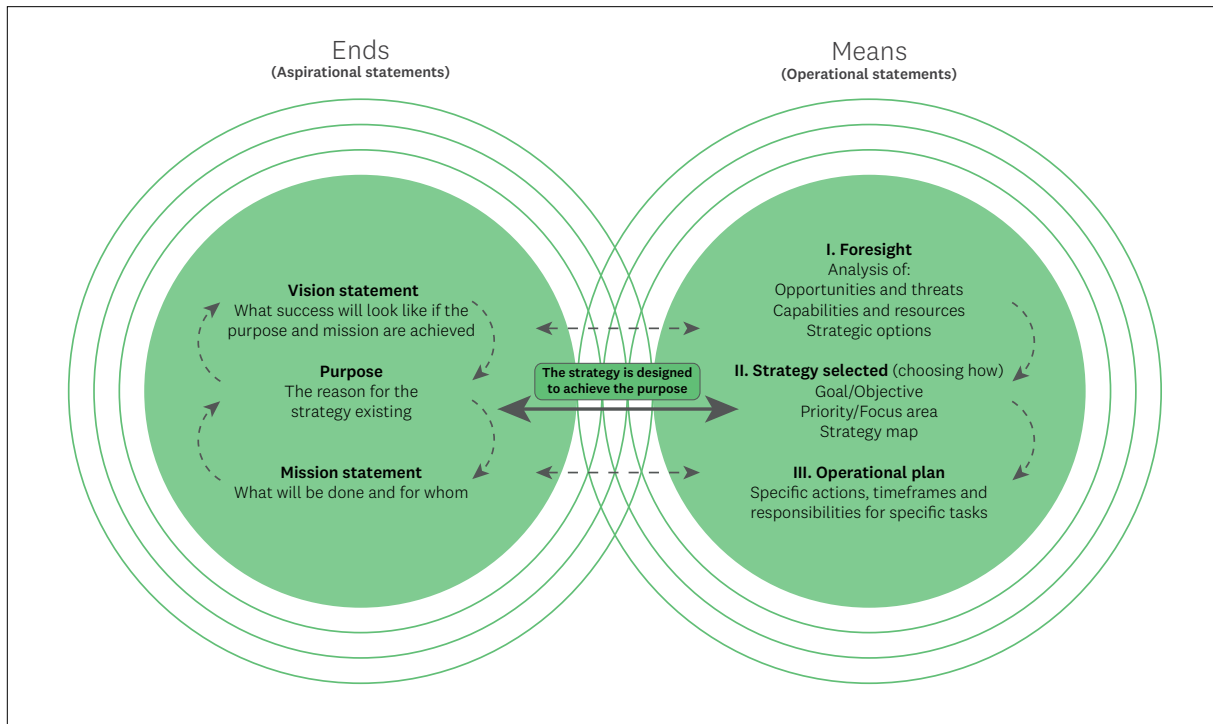 Ends
(Aspirational statements)
Means
(Operational statements)
Vision statement
What success will look like if the
purpose and mission are achieved
Purpose
The reason for the
strategy existing
Mission statement
What will be done and for whom
The strategy is designed
to achieve the purpose
I. Foresight
Analysis of:
Opportunities and threats
Capabilities and resources
Strategic options
II. Strategy selected (choosing how)
Goal/Objective
Priority/Focus area
Strategy map
III. Operational plan
Specific actions, timeframes and
responsibilities for specific tasks